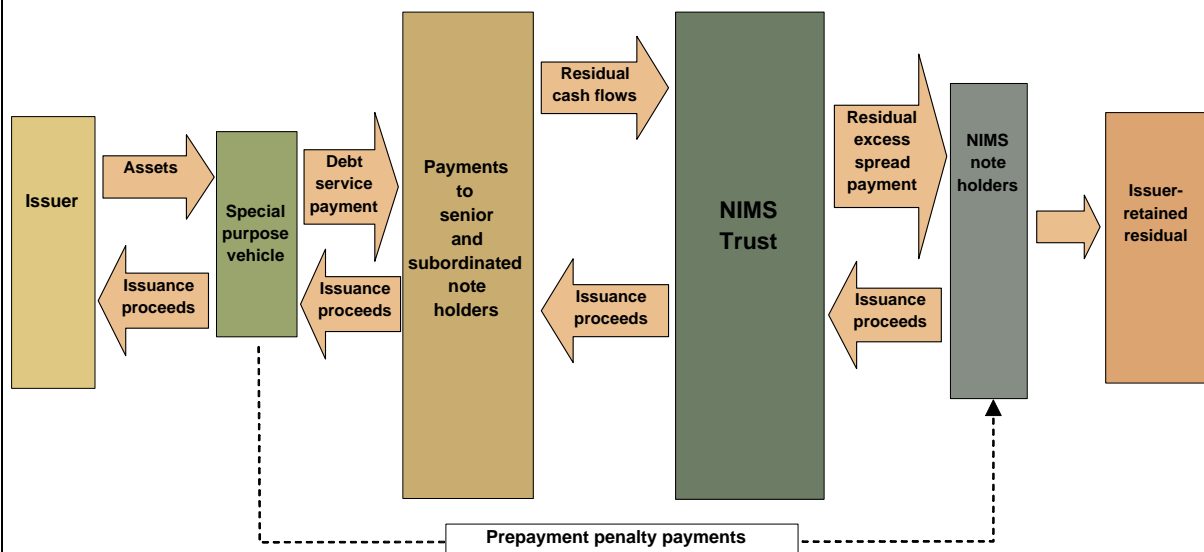 Issuer
Assets
Issuance
proceeds
Special
purpose
vehicle
Debt
service
payment
Issuance
proceeds
Payments
to
senior
and
subordinated
note
holders
Residual
cash flows
Issuance
proceeds
NIMS
Trust
Residual
excess
spread
payment
Issuance
proceeds
NIMS
note
holders
Issuer-
retained
residual
Prepayment penalty payments